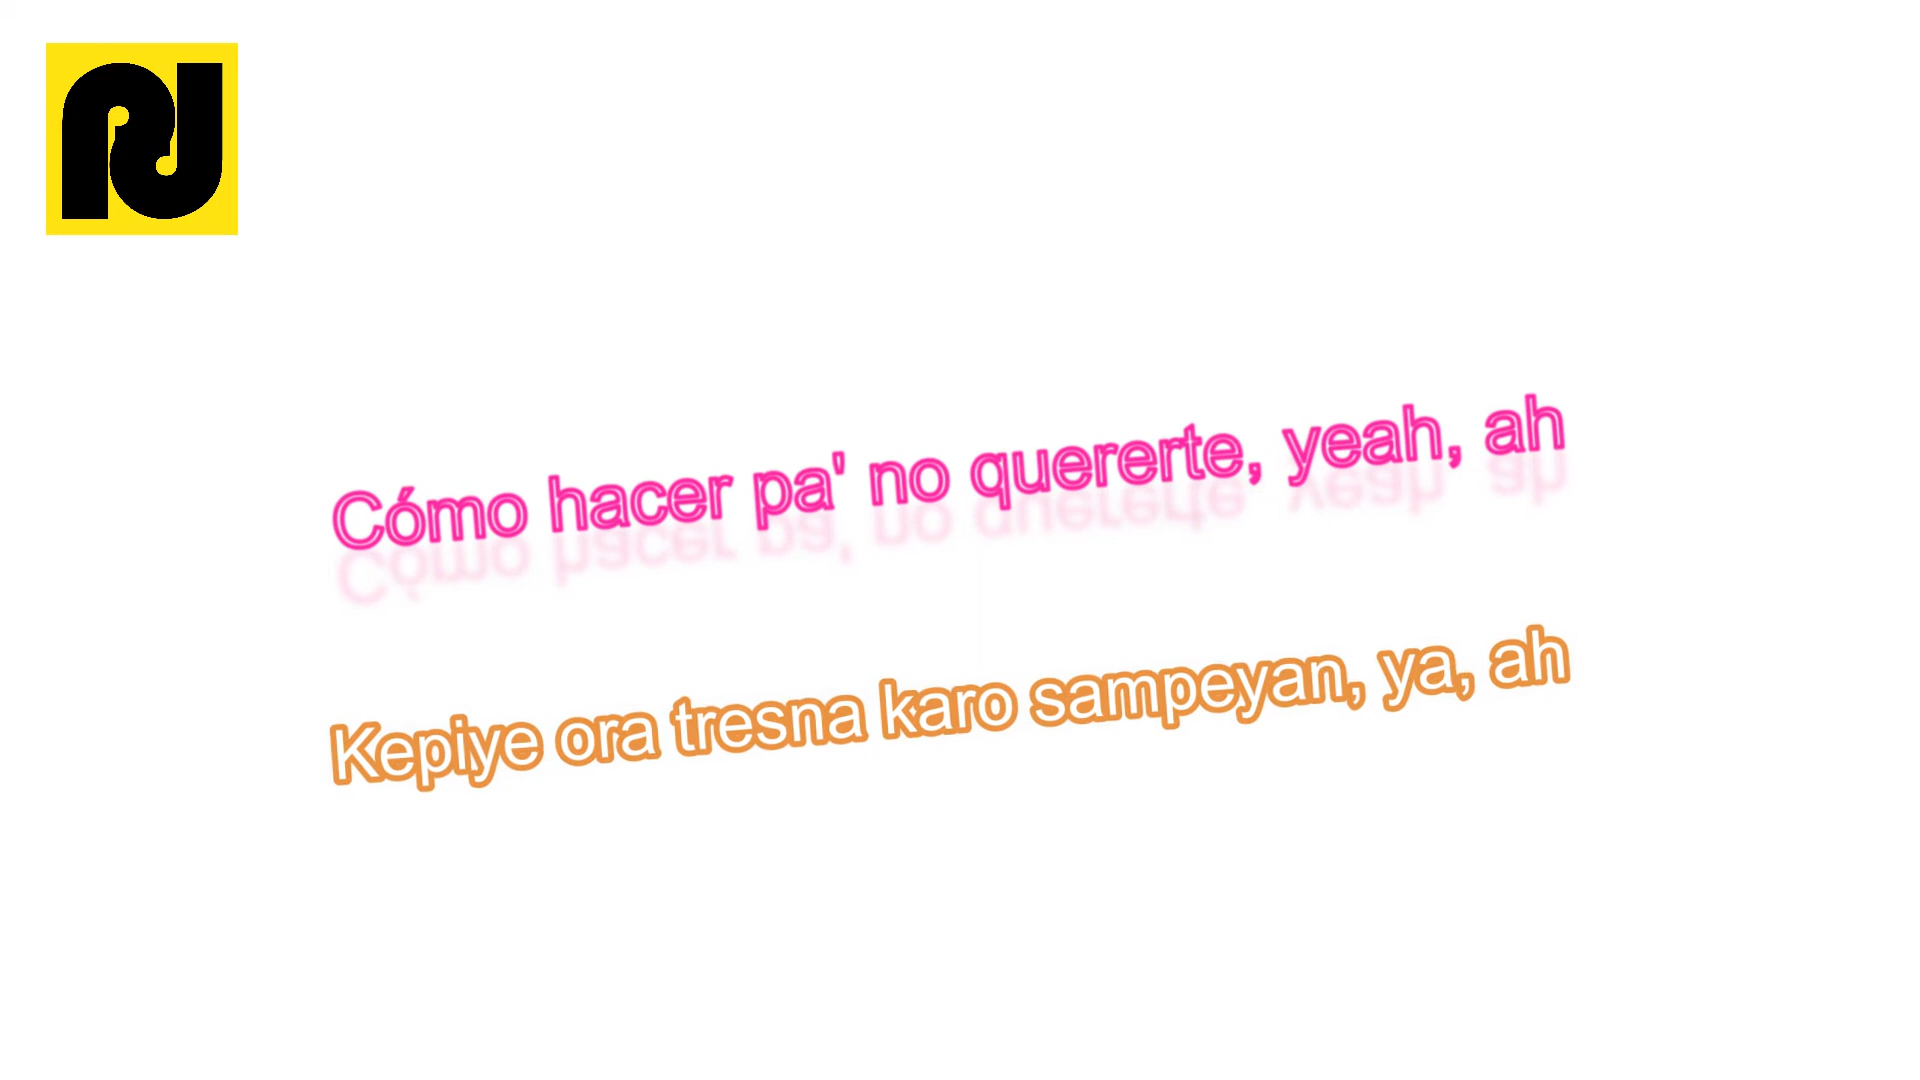 Cómo hacer pa' no quererte, yeah, ah
Kepiye ora tresna karo sampeyan, ya, ah